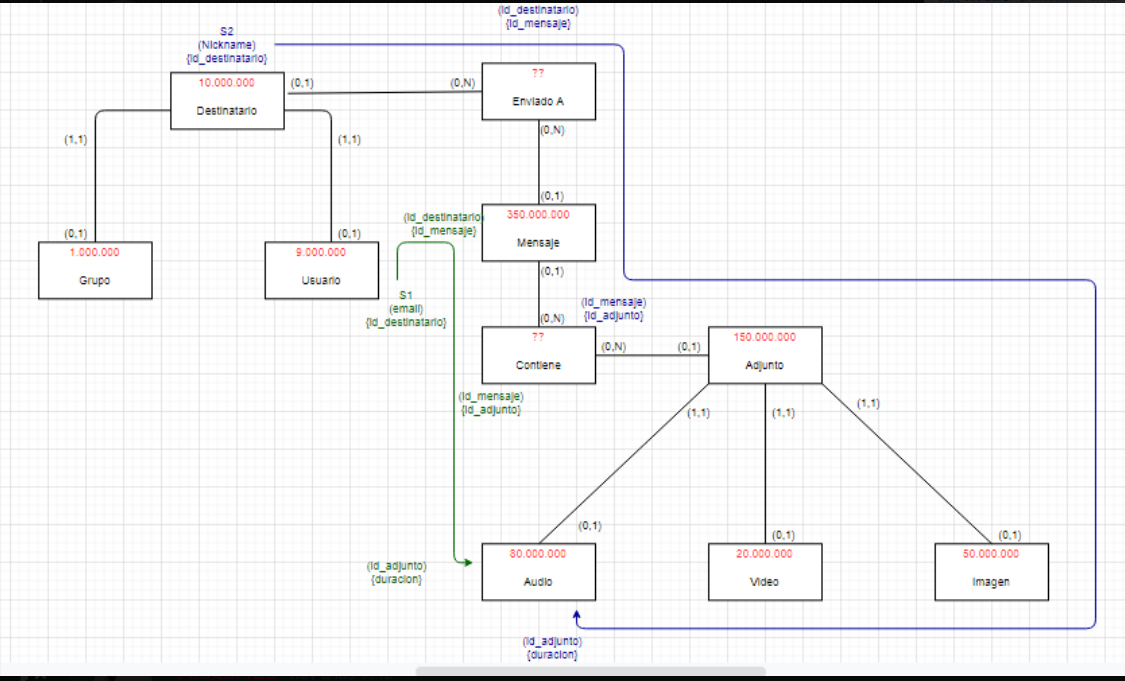 (Id_destinatario)
{Id_mensaje}
S2
(Nickname)
{Id_destinatario}
10.000.000
Destinatario
(0,1)
(0,N)
??
Enviado A
(0,N)
(1,1)
(1,1)
(0,1)
1.000.000
Grupo
(0,1)
9.000.000
Usuario
(Id_destinatario)
{Id_mensaje}
(0,1)
350.000.000
Mensaje
(0,1)
S1
(email)
{Id_destinatario}
(0,N)
??
Contiene
(Id_mensaje)
{Id_adjunto}
(0,N)
(0,1)
150.000.000
Adjunto
(Id_mensaje)
{Id_adjunto}
(1,1)
(1,1)
(1,1)
(0,1)
80.000.000
Audio
(0,1)
20.000.000
Video
(0,1)
50.000.000
Imagen
(Id_adjunto)
{duracion}
(Id_adjunto)
{duracion}